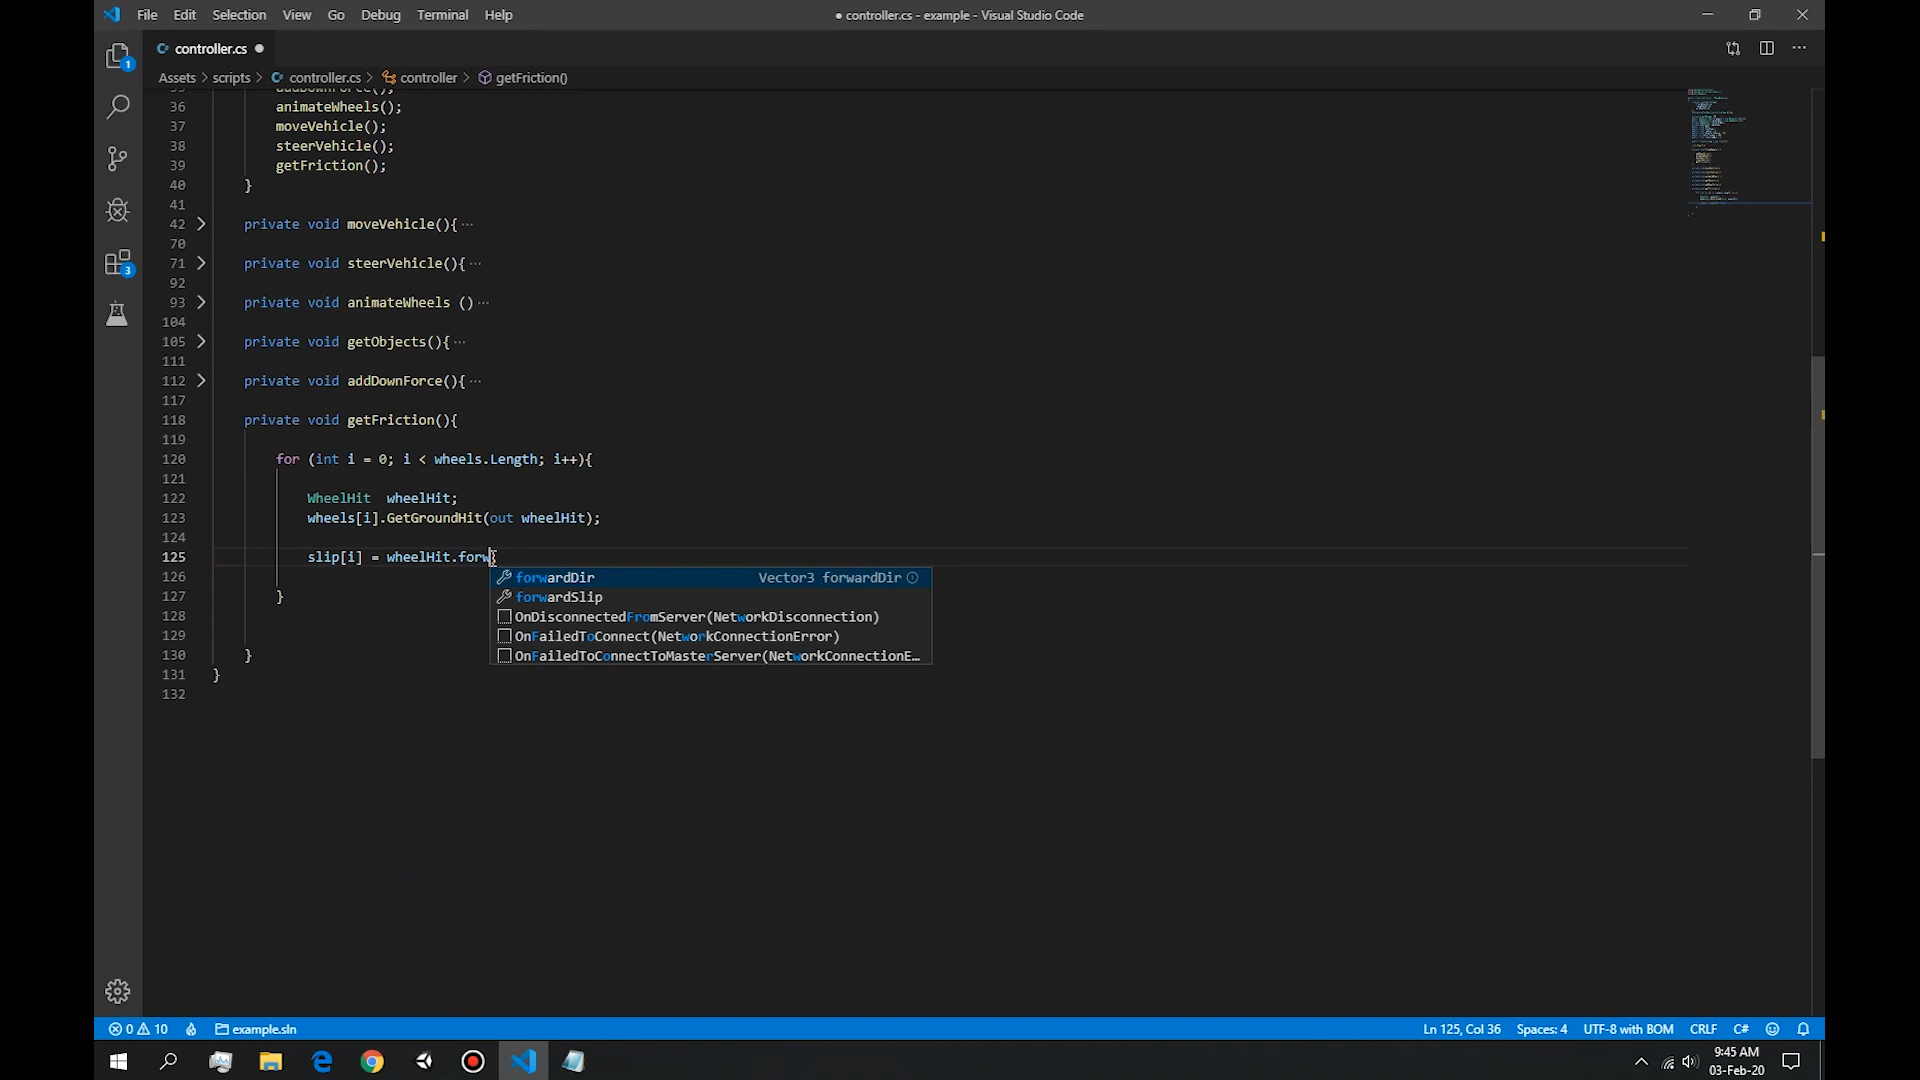 File Edit Selection View Go Debug Terminal Help
● controller.cs - example - Visual Studio Code
controller.cs
Assets > scripts > controller.cs > controller > getFriction()
1
3
35 addDownForce();
36 animateWheels();
37 moveVehicle();
38 steerVehicle();
39 getFriction();
40 }
41
42 private void moveVehicle(){ ...
70
71 private void steerVehicle(){ ...
92
93 private void animateWheels () ...
104
105 private void getObjects(){ ...
111
112 private void addDownForce(){ ...
117
118 private void getFriction(){
119
120 for (int i = 0; i < wheels.Length; i++){
121
122 WheelHit  wheelHit;
123 wheels[i].GetGroundHit(out wheelHit);
124
125 slip[i] = wheelHit.forw
forwardDir Vector3 forwardDir
126
forwardSlip
127 }
OnDisconnectedFromServer(NetworkDisconnection)
128
OnFailedToConnect(NetworkConnectionError)
129
130 }
OnFailedToConnectToMasterServer(NetworkConnectionE...
131 }
132
0 10 example.sln
Ln 125, Col 36 Spaces: 4 UTF-8 with BOM CRLF C#
9:45 AM
03-Feb-20